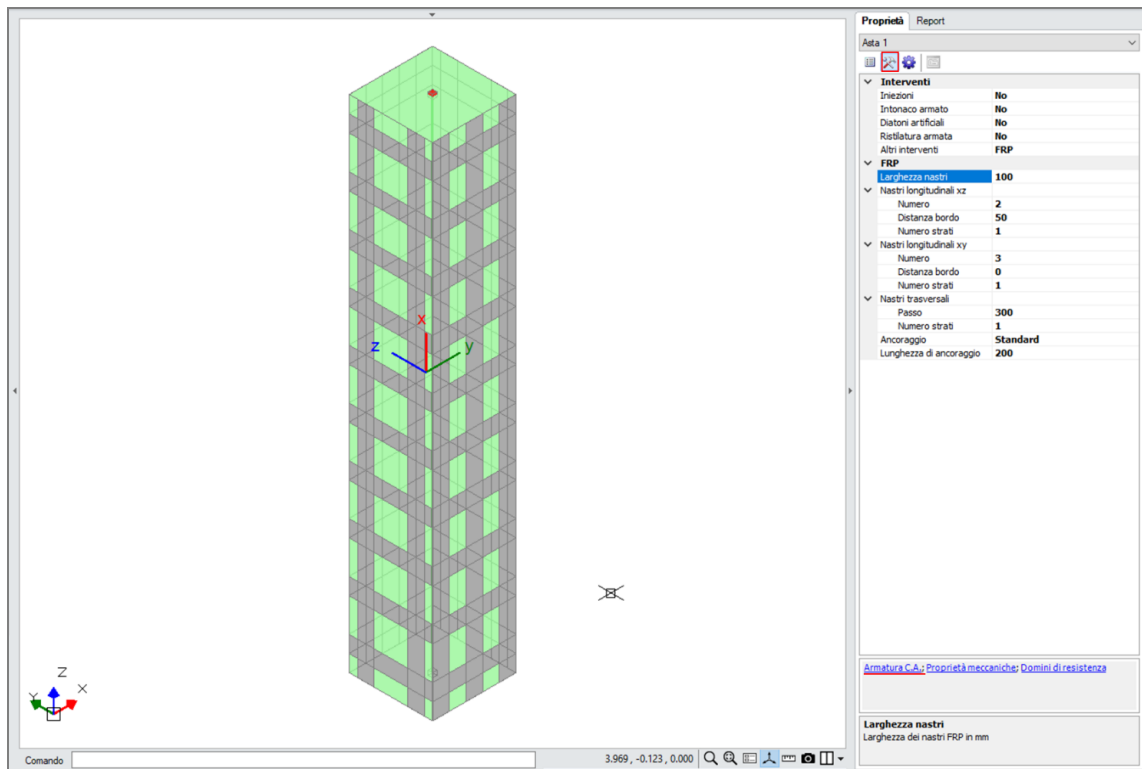 Proprietà Report
Asta 1
Interventi
Iniezioni No
Intonaco armato No
Diatoni artificiali No
Ristilatura armata No
Altri interventi FRP
FRP
Larghezza nastri 100
Nastri longitudinali xz
Numero 2
Distanza bordo 50
Numero strati 1
Nastri longitudinali xy
Numero 3
Distanza bordo 0
Numero strati 1
Nastri trasversali
Passo 300
Numero strati 1
Ancoraggio Standard
Lunghezza di ancoraggio 200
x
z y
Z
Y X
Armatura C.A.; Proprietà meccaniche; Domini di resistenza
Larghezza nastri
Larghezza dei nastri FRP in mm
Comando 3.969 , -0.123 , 0.000